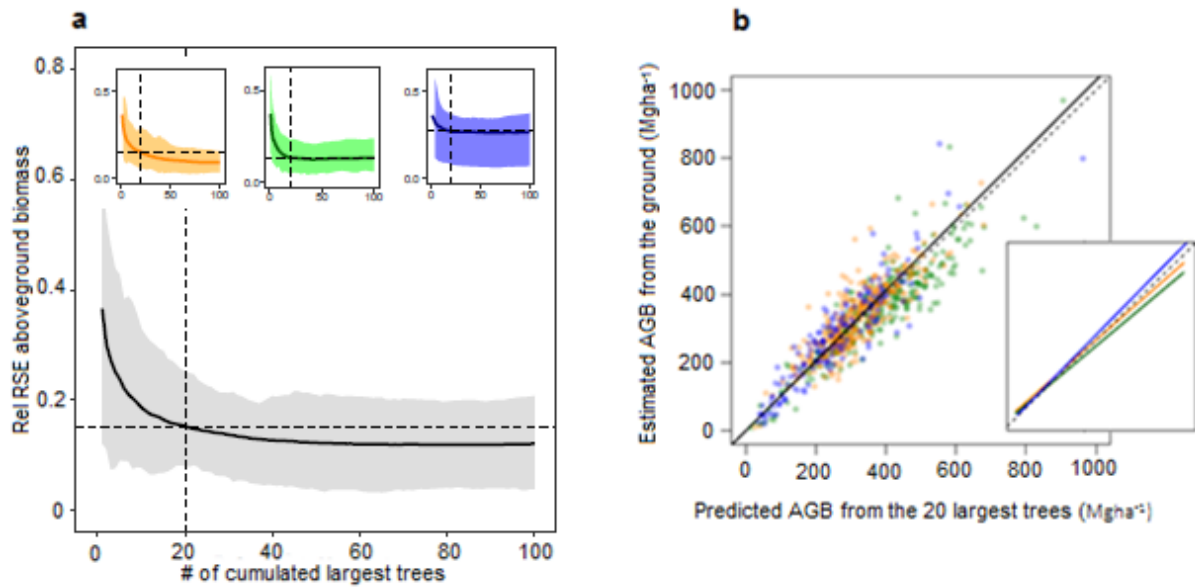 a
0.8
0.6
0.4
0.2
0
0 20 40 60 80 100
Rel RSE aboveground biomass
# of cumulated largest trees
0.5
0.0
0 50 100
0.5
0.0
0 50 100
0.5
0.0
0 50 100
b
1000
800
600
400
200
0
0 200 400 600 800 1000
Estimated AGB from the ground (Mgha⁻¹)
Predicted AGB from the 20 largest trees (Mgha⁻¹)